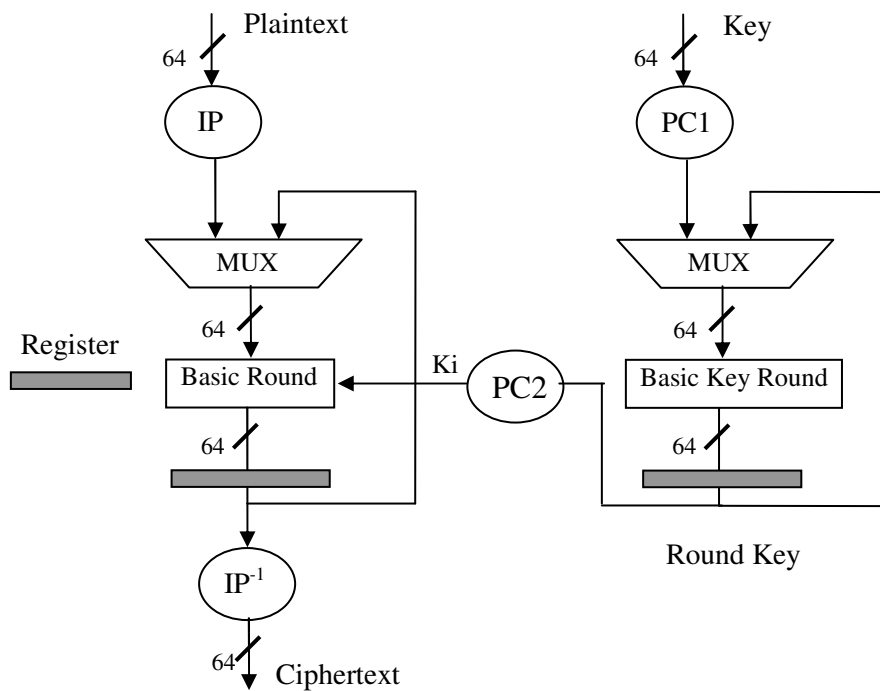 Plaintext
Key
64
64
IP
PC1
MUX
MUX
64
64
Register
Basic Round
Ki
PC2
Basic Key Round
64
64
Round Key
IP-1
64
Ciphertext